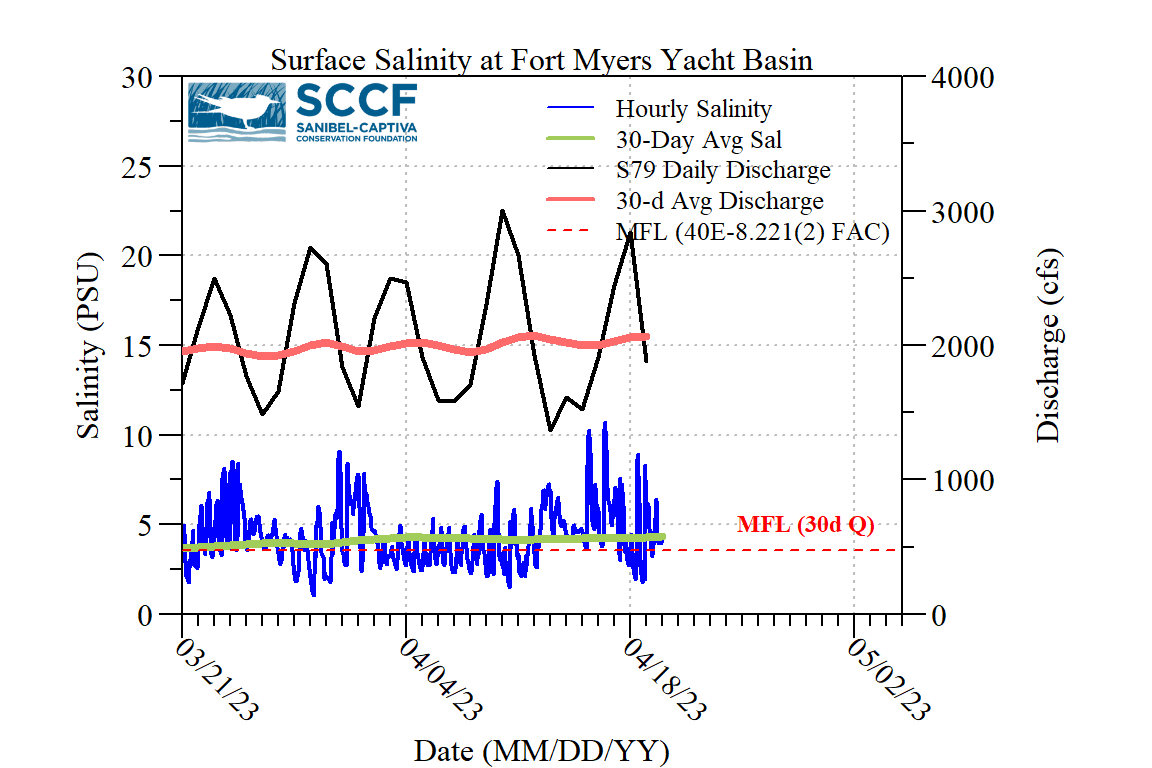 Surface Salinity at Fort Myers Yacht Basin
SCCF
SANIBEL-CAPTIVA
CONSERVATION FOUNDATION
Hourly Salinity
30-Day Avg Sal
S79 Daily Discharge
30-d Avg Discharge
MFL (40E-8.221(2) FAC)
30
25
20
15
10
5
0
Salinity (PSU)
4000
3000
2000
1000
0
Discharge (cfs)
MFL (30d Q)
03/21/23
04/04/23
04/18/23
05/02/23
Date (MM/DD/YY)